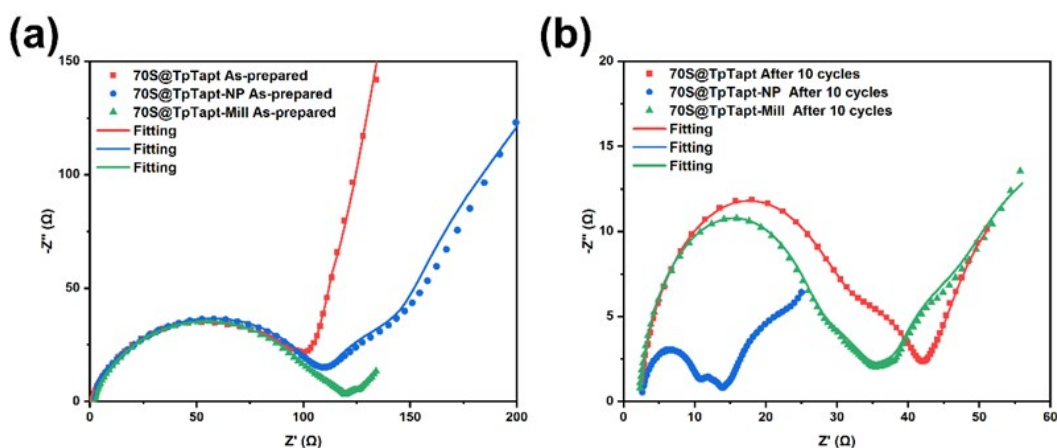 (a)
150
100
50
0
-Z" (Ω)
70S@TpTapt As-prepared
70S@TpTapt-NP As-prepared
70S@TpTapt-Mill As-prepared
Fitting
Fitting
Fitting
0 50 100 150 200
Z' (Ω)
(b)
-20
-15
-10
-5
0
-Z" (Ω)
70S@TpTapt After 10 cycles
70S@TpTapt-NP After 10 cycles
70S@TpTapt-Mill After 10 cycles
Fitting
Fitting
Fitting
0 10 20 30 40 50 60
Z' (Ω)